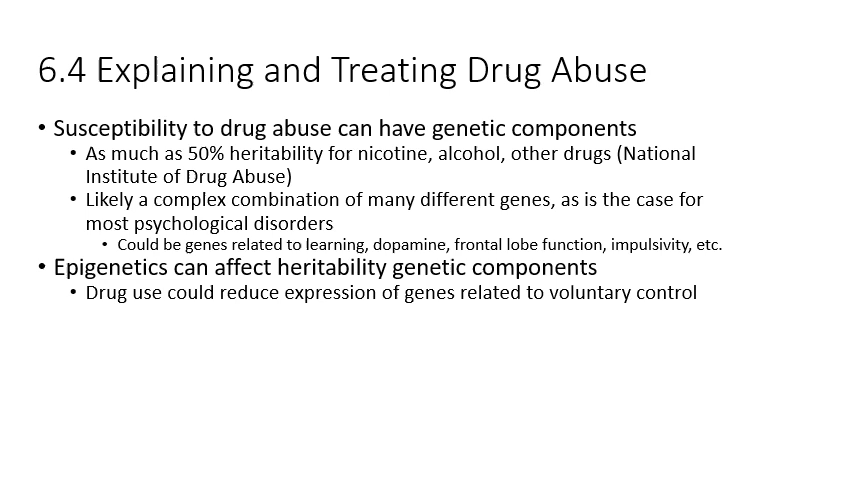 6.4 Explaining and Treating Drug Abuse
• Susceptibility to drug abuse can have genetic components
• As much as 50% heritability for nicotine, alcohol, other drugs (National
Institute of Drug Abuse)
• Likely a complex combination of many different genes, as is the case for
most psychological disorders
• Could be genes related to learning, dopamine, frontal lobe function, impulsivity, etc.
• Epigenetics can affect heritability genetic components
• Drug use could reduce expression of genes related to voluntary control